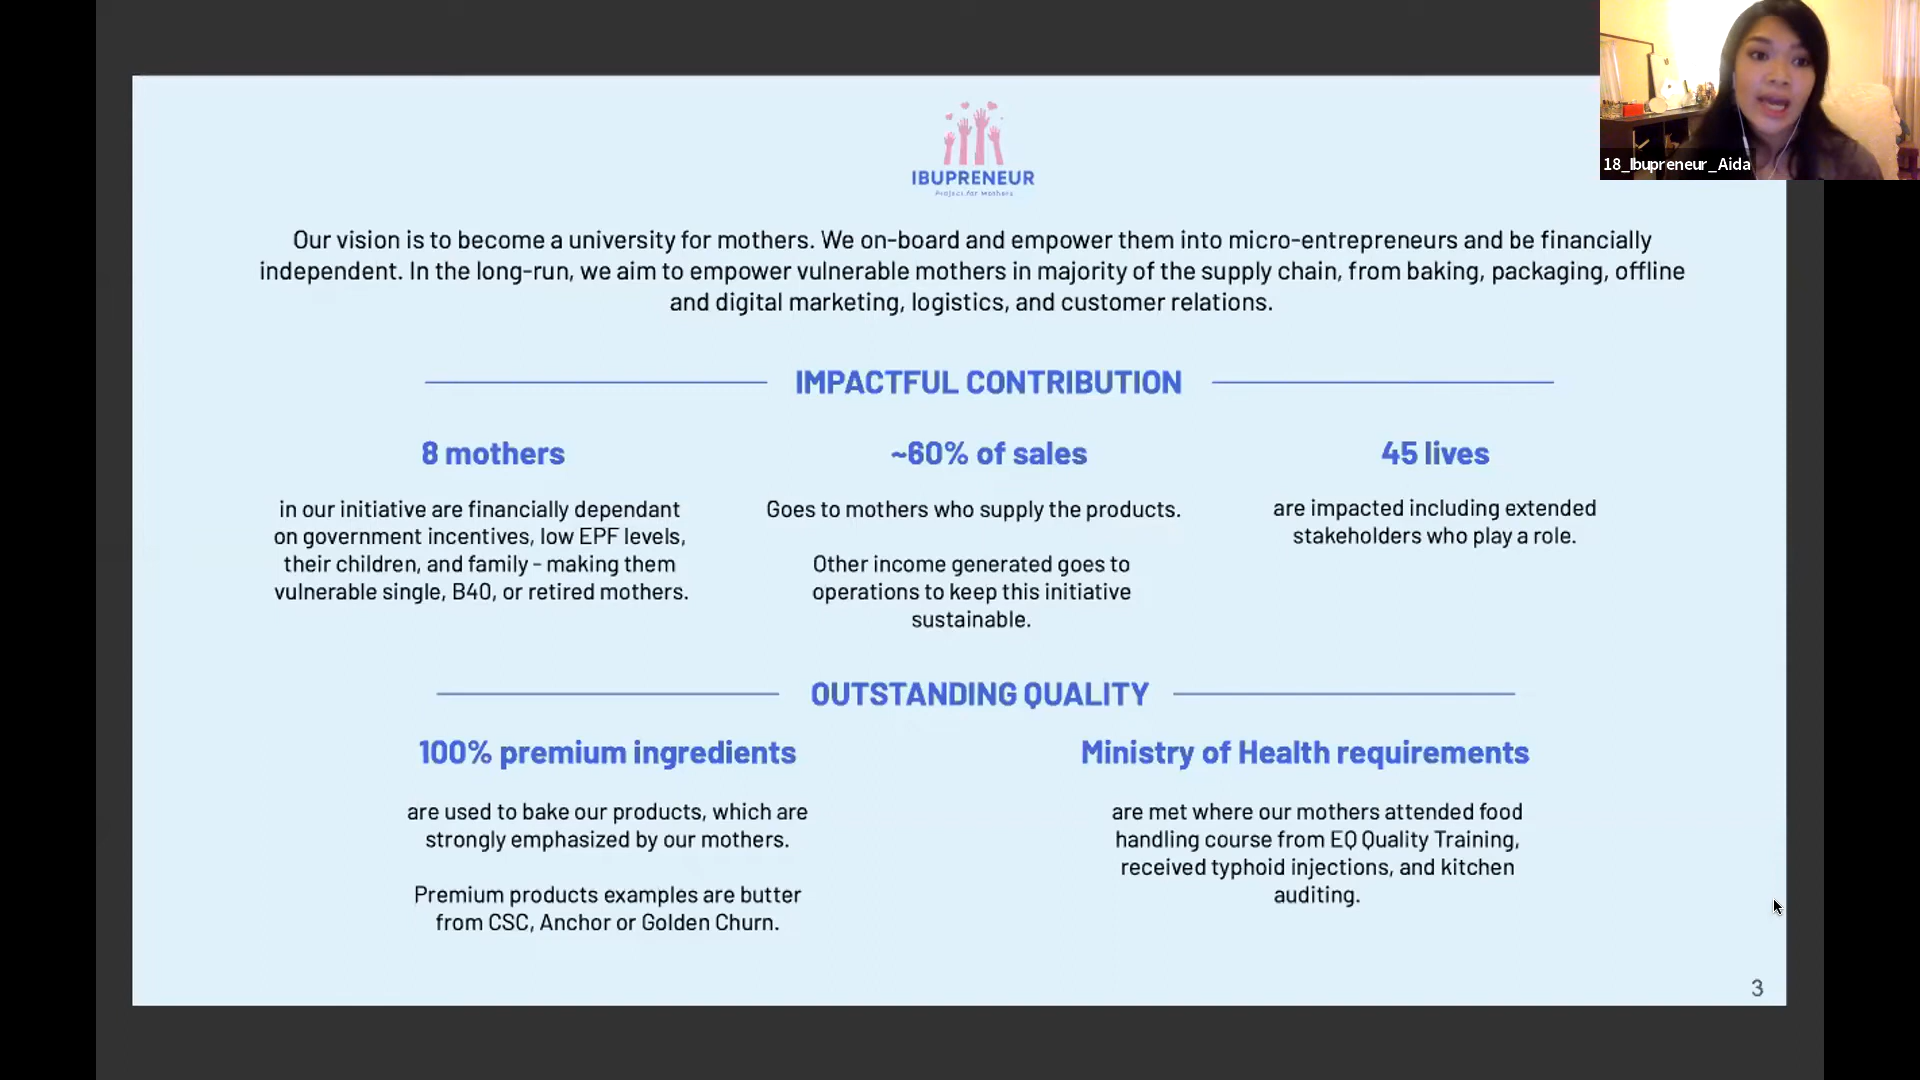 18_Ibupreneur_Aida
IBUPRENEUR
Project for Mothers
Our vision is to become a university for mothers. We on-board and empower them into micro-entrepreneurs and be financially
independent. In the long-run, we aim to empower vulnerable mothers in majority of the supply chain, from baking, packaging, offline
and digital marketing, logistics, and customer relations.
IMPACTFUL CONTRIBUTION
8 mothers
in our initiative are financially dependant
on government incentives, low EPF levels,
their children, and family - making them
vulnerable single, B40, or retired mothers.
~60% of sales
Goes to mothers who supply the products.
Other income generated goes to
operations to keep this initiative
sustainable.
45 lives
are impacted including extended
stakeholders who play a role.
OUTSTANDING QUALITY
100% premium ingredients
are used to bake our products, which are
strongly emphasized by our mothers.
Premium products examples are butter
from CSC, Anchor or Golden Churn.
Ministry of Health requirements
are met where our mothers attended food
handling course from EQ Quality Training,
received typhoid injections, and kitchen
auditing.
3